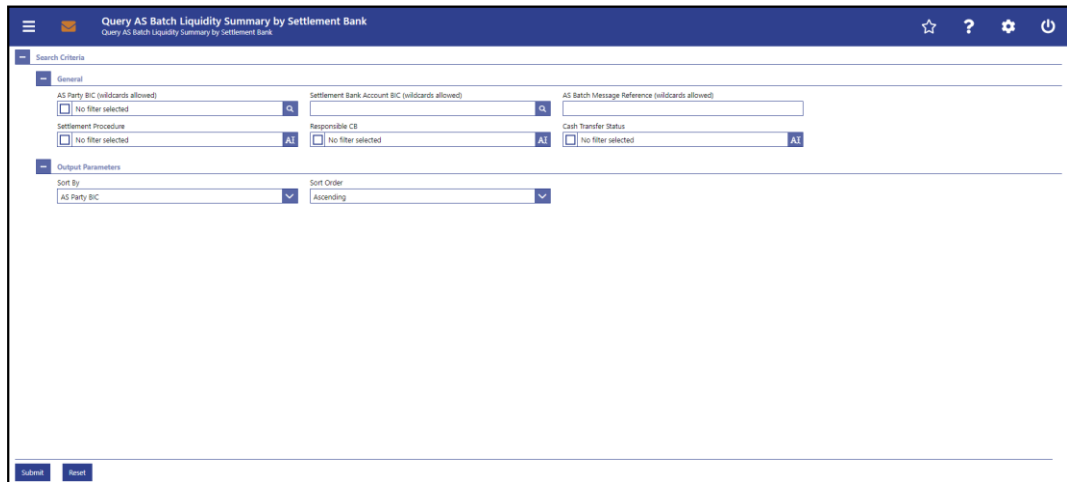 Query AS Batch Liquidity Summary by Settlement Bank
Query AS Batch Liquidity Summary by Settlement Bank
Search Criteria
General
AS Party BIC (wildcards allowed) Settlement Bank Account BIC (wildcards allowed) AS Batch Message Reference (wildcards allowed)
No filter selected
Settlement Procedure Responsible CB Cash Transfer Status
No filter selected AI No filter selected AI No filter selected AI
Output Parameters
Sort By Sort Order
AS Party BIC Ascending
Submit Reset